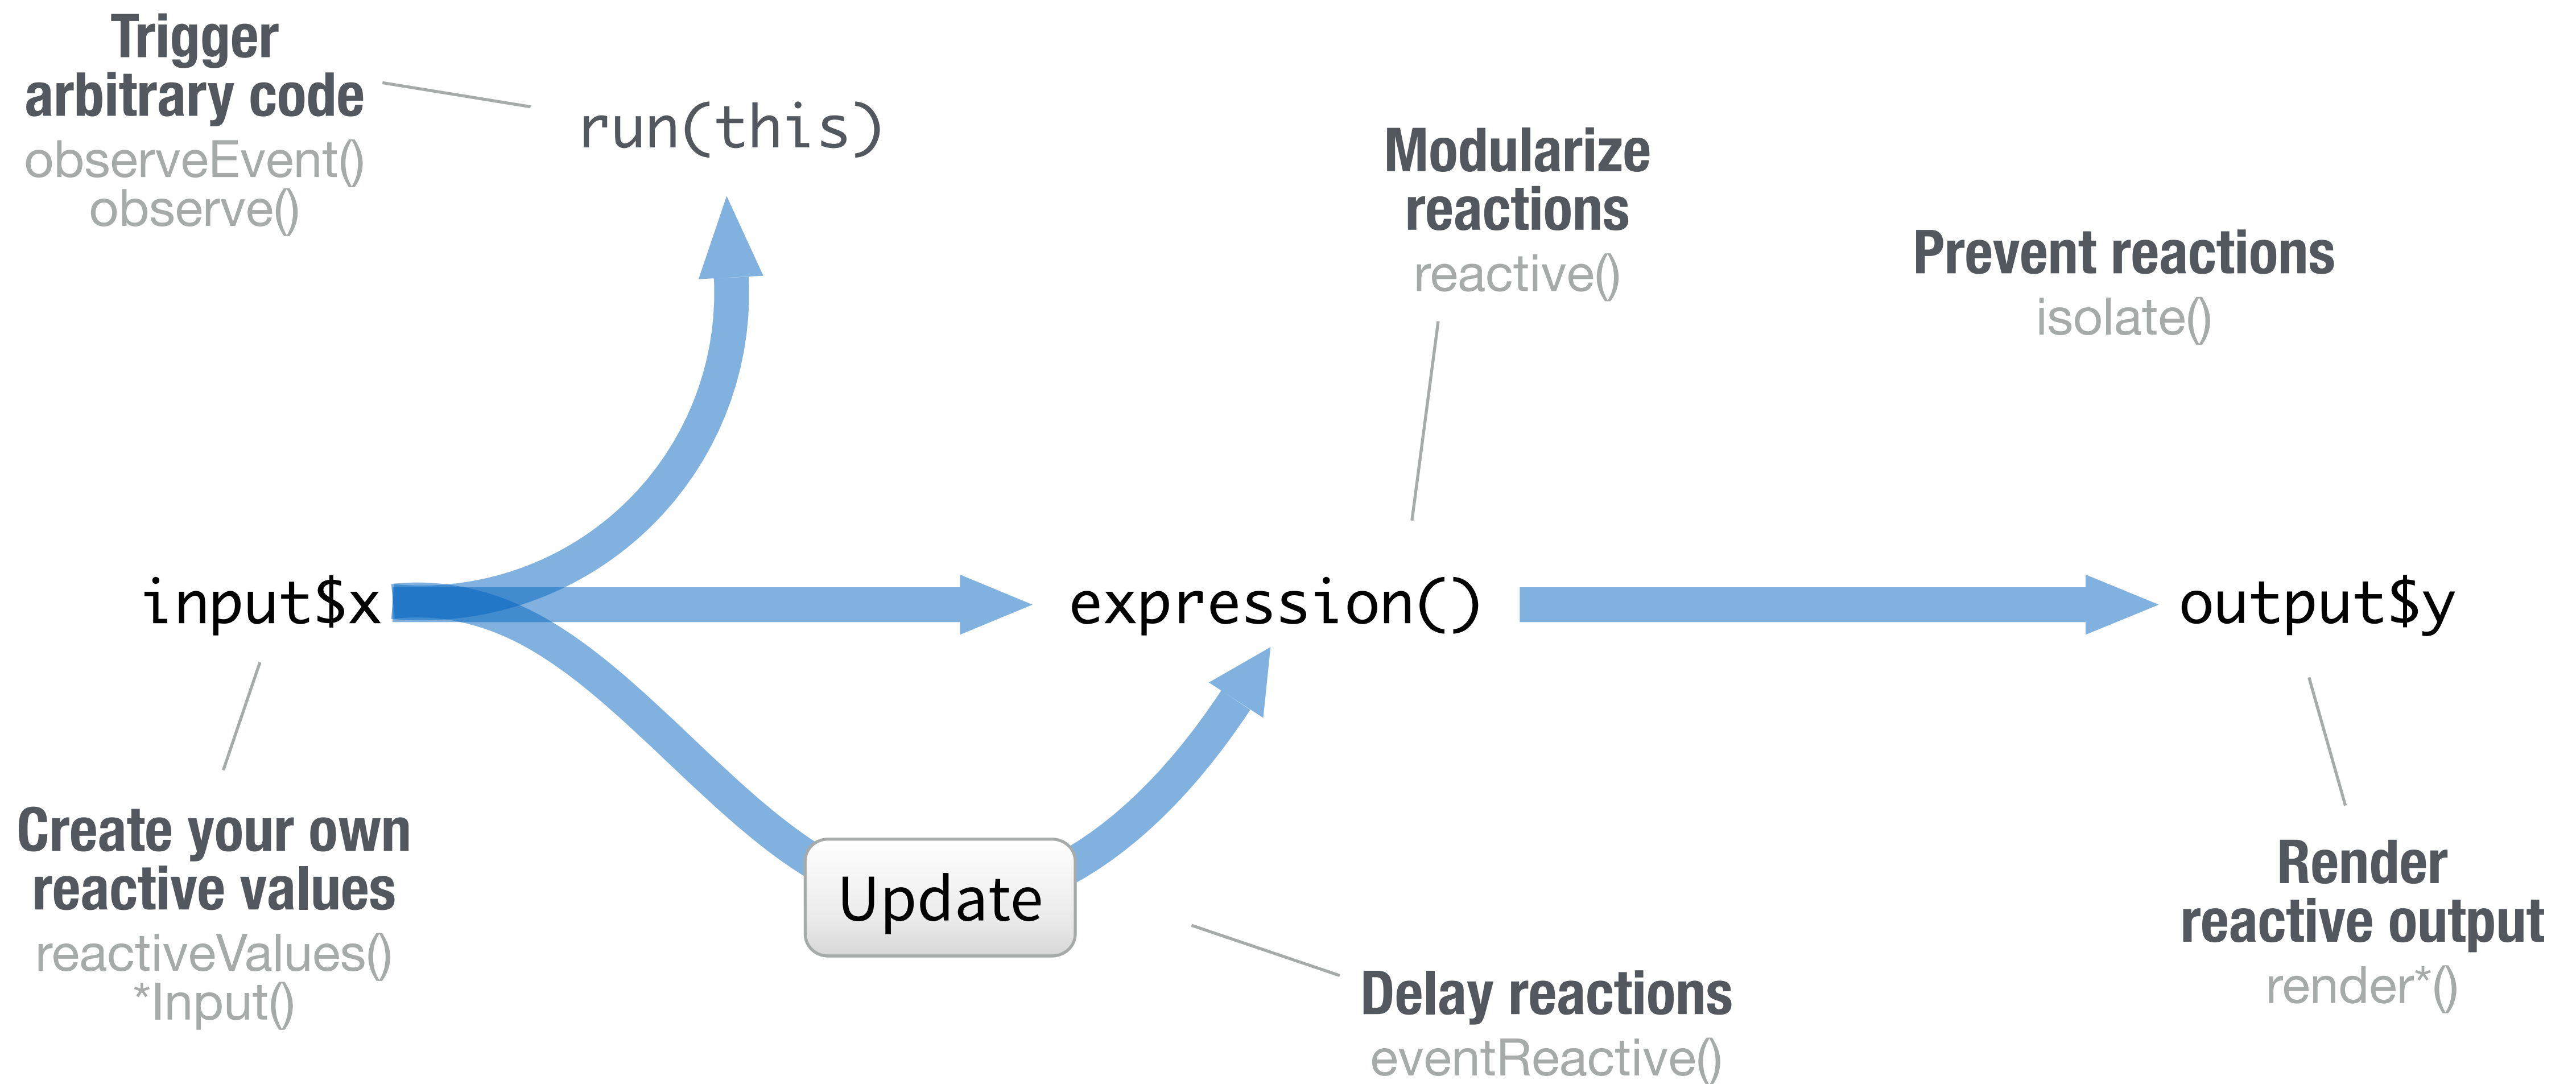 Trigger
arbitrary code
observeEvent()
observe()
run(this)
Modularize
reactions
reactive()
Prevent reactions
isolate()
input$x
expression()
output$y
Create your own
reactive values
reactiveValues()
*Input()
Update
Delay reactions
eventReactive()
Render
reactive output
render*()